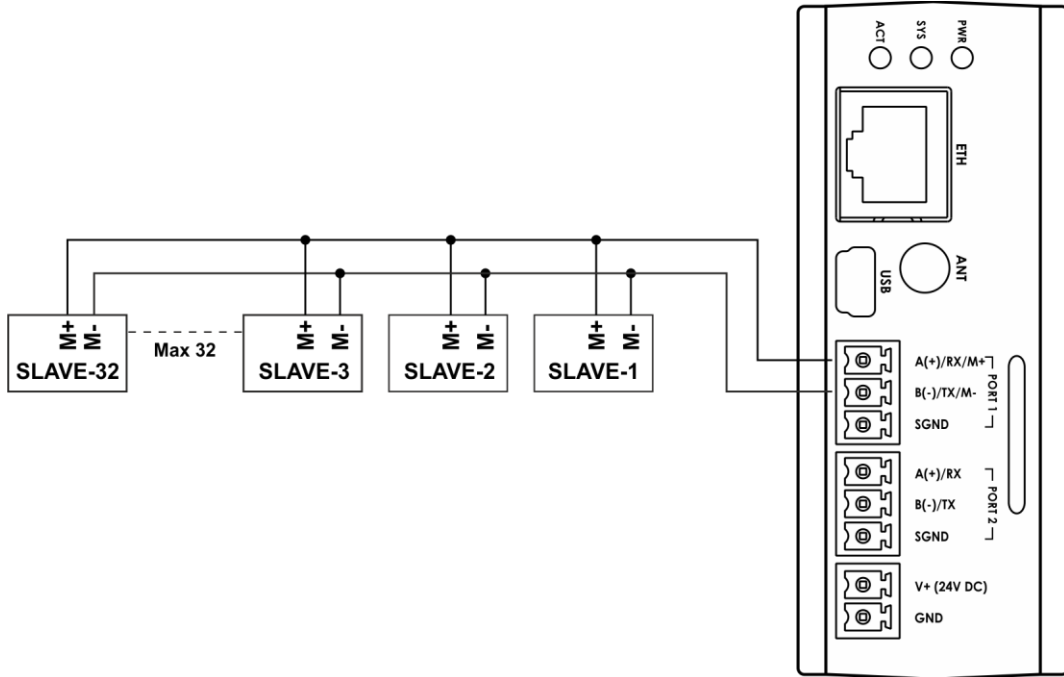 ACT
SYS
PWR
ETH
USB
ANT
M+
M-
SLAVE-32
Max 32
M+
M-
SLAVE-3
M+
M-
SLAVE-2
M+
M-
SLAVE-1
A(+)/RX/M+
B(-)/TX/M-
SGND
PORT 1
A(+)/RX
B(-)/TX
SGND
PORT 2
V+ (24V DC)
GND